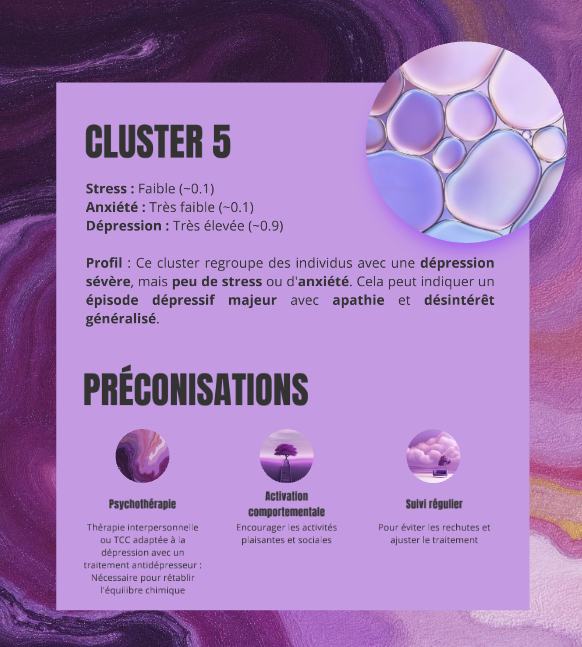 CLUSTER 5
Stress : Faible (~0.1)
Anxiété : Très faible (~0.1)
Dépression : Très élevée (~0.9)
Profil : Ce cluster regroupe des individus avec une dépression
sévère, mais peu de stress ou d'anxiété. Cela peut indiquer un
épisode dépressif majeur avec apathie et désintérêt
généralisé.
PRÉCONISATIONS
Psychothérapie
Thérapie interpersonnelle
ou TCC adaptée à la
dépression avec un
traitement antidépresseur :
Nécessaire pour rétablir
l'équilibre chimique
Activation
comportementale
Encourager les activités
plaisantes et sociales
Suivi régulier
Pour éviter les rechutes et
ajuster le traitement